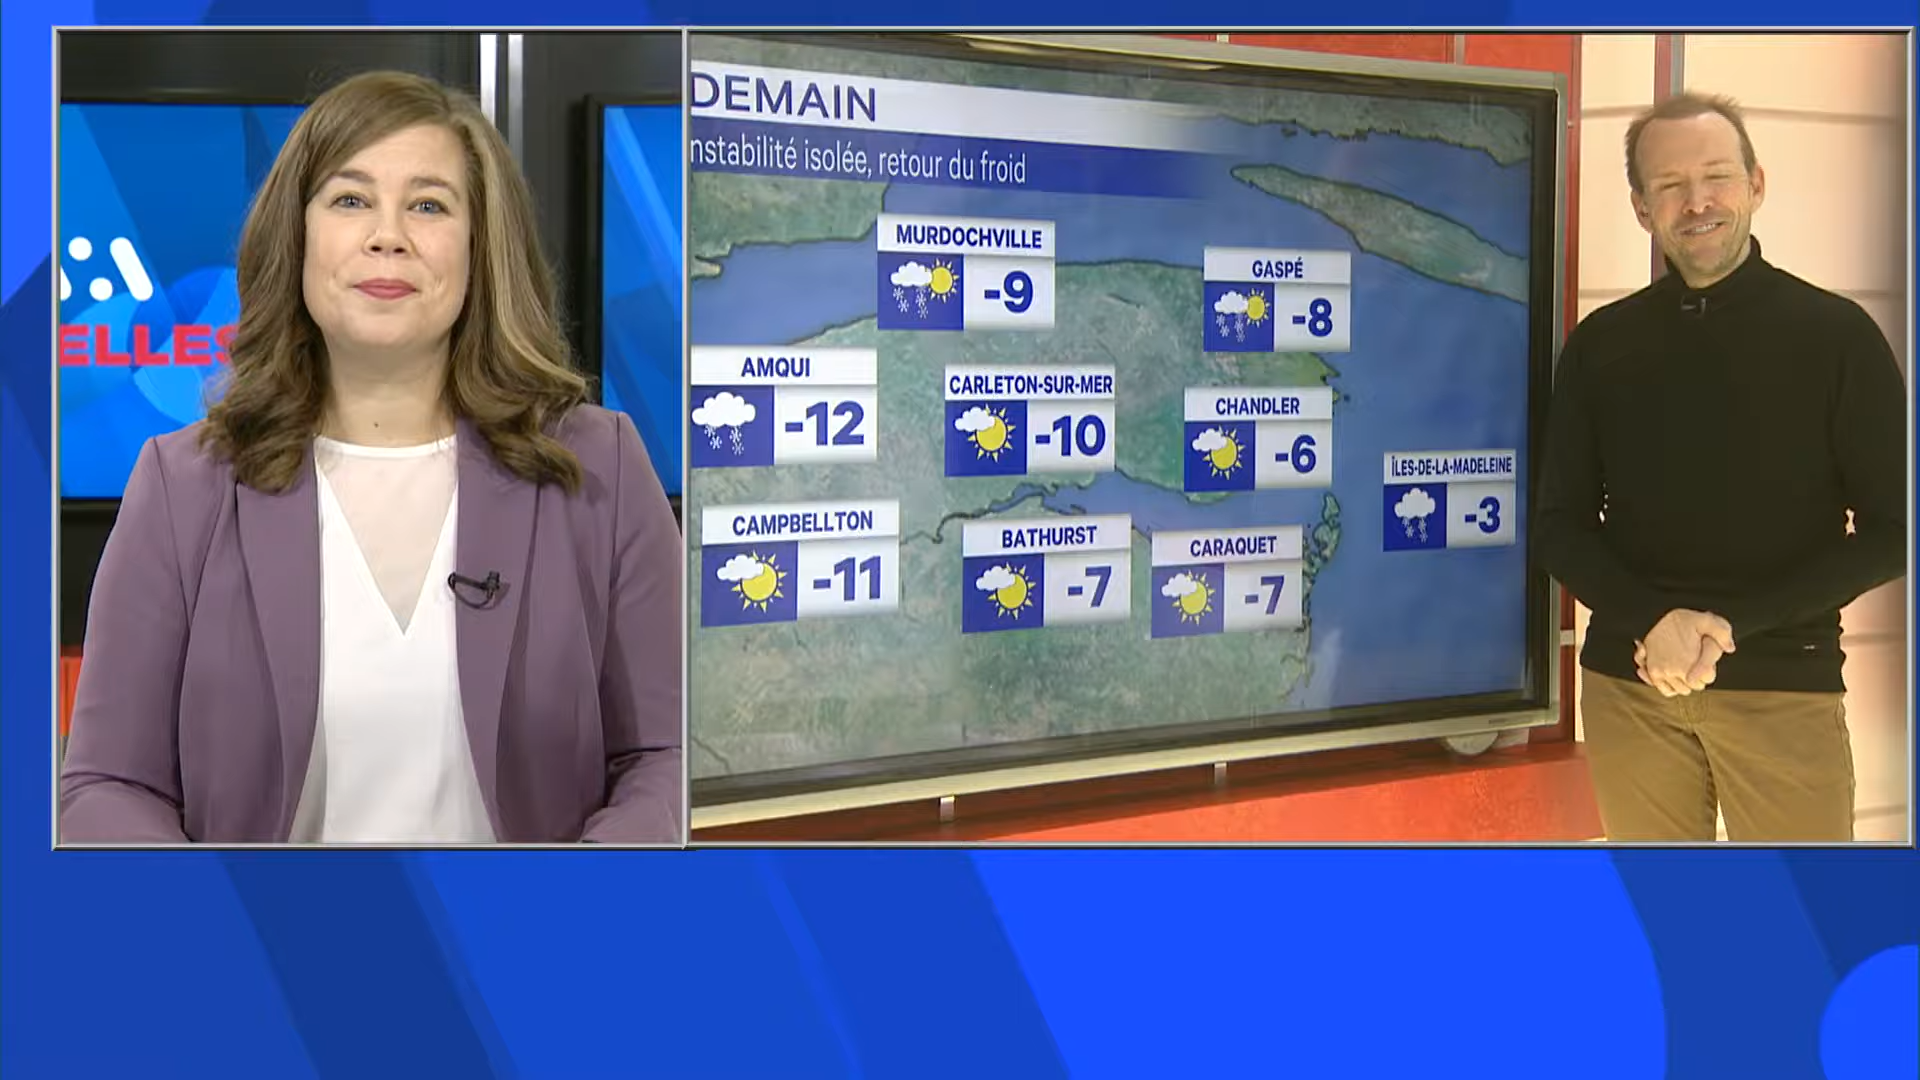 DEMAIN
nstabilité isolée, retour du froid
MURDOCHVILLE
-9
GASPÉ
-8
AMQUI
-12
CARLETON-SUR-MER
-10
CHANDLER
-6
ÎLES-DE-LA-MADELEINE
-3
CAMPBELLTON
-11
BATHURST
-7
CARAQUET
-7
ELLES